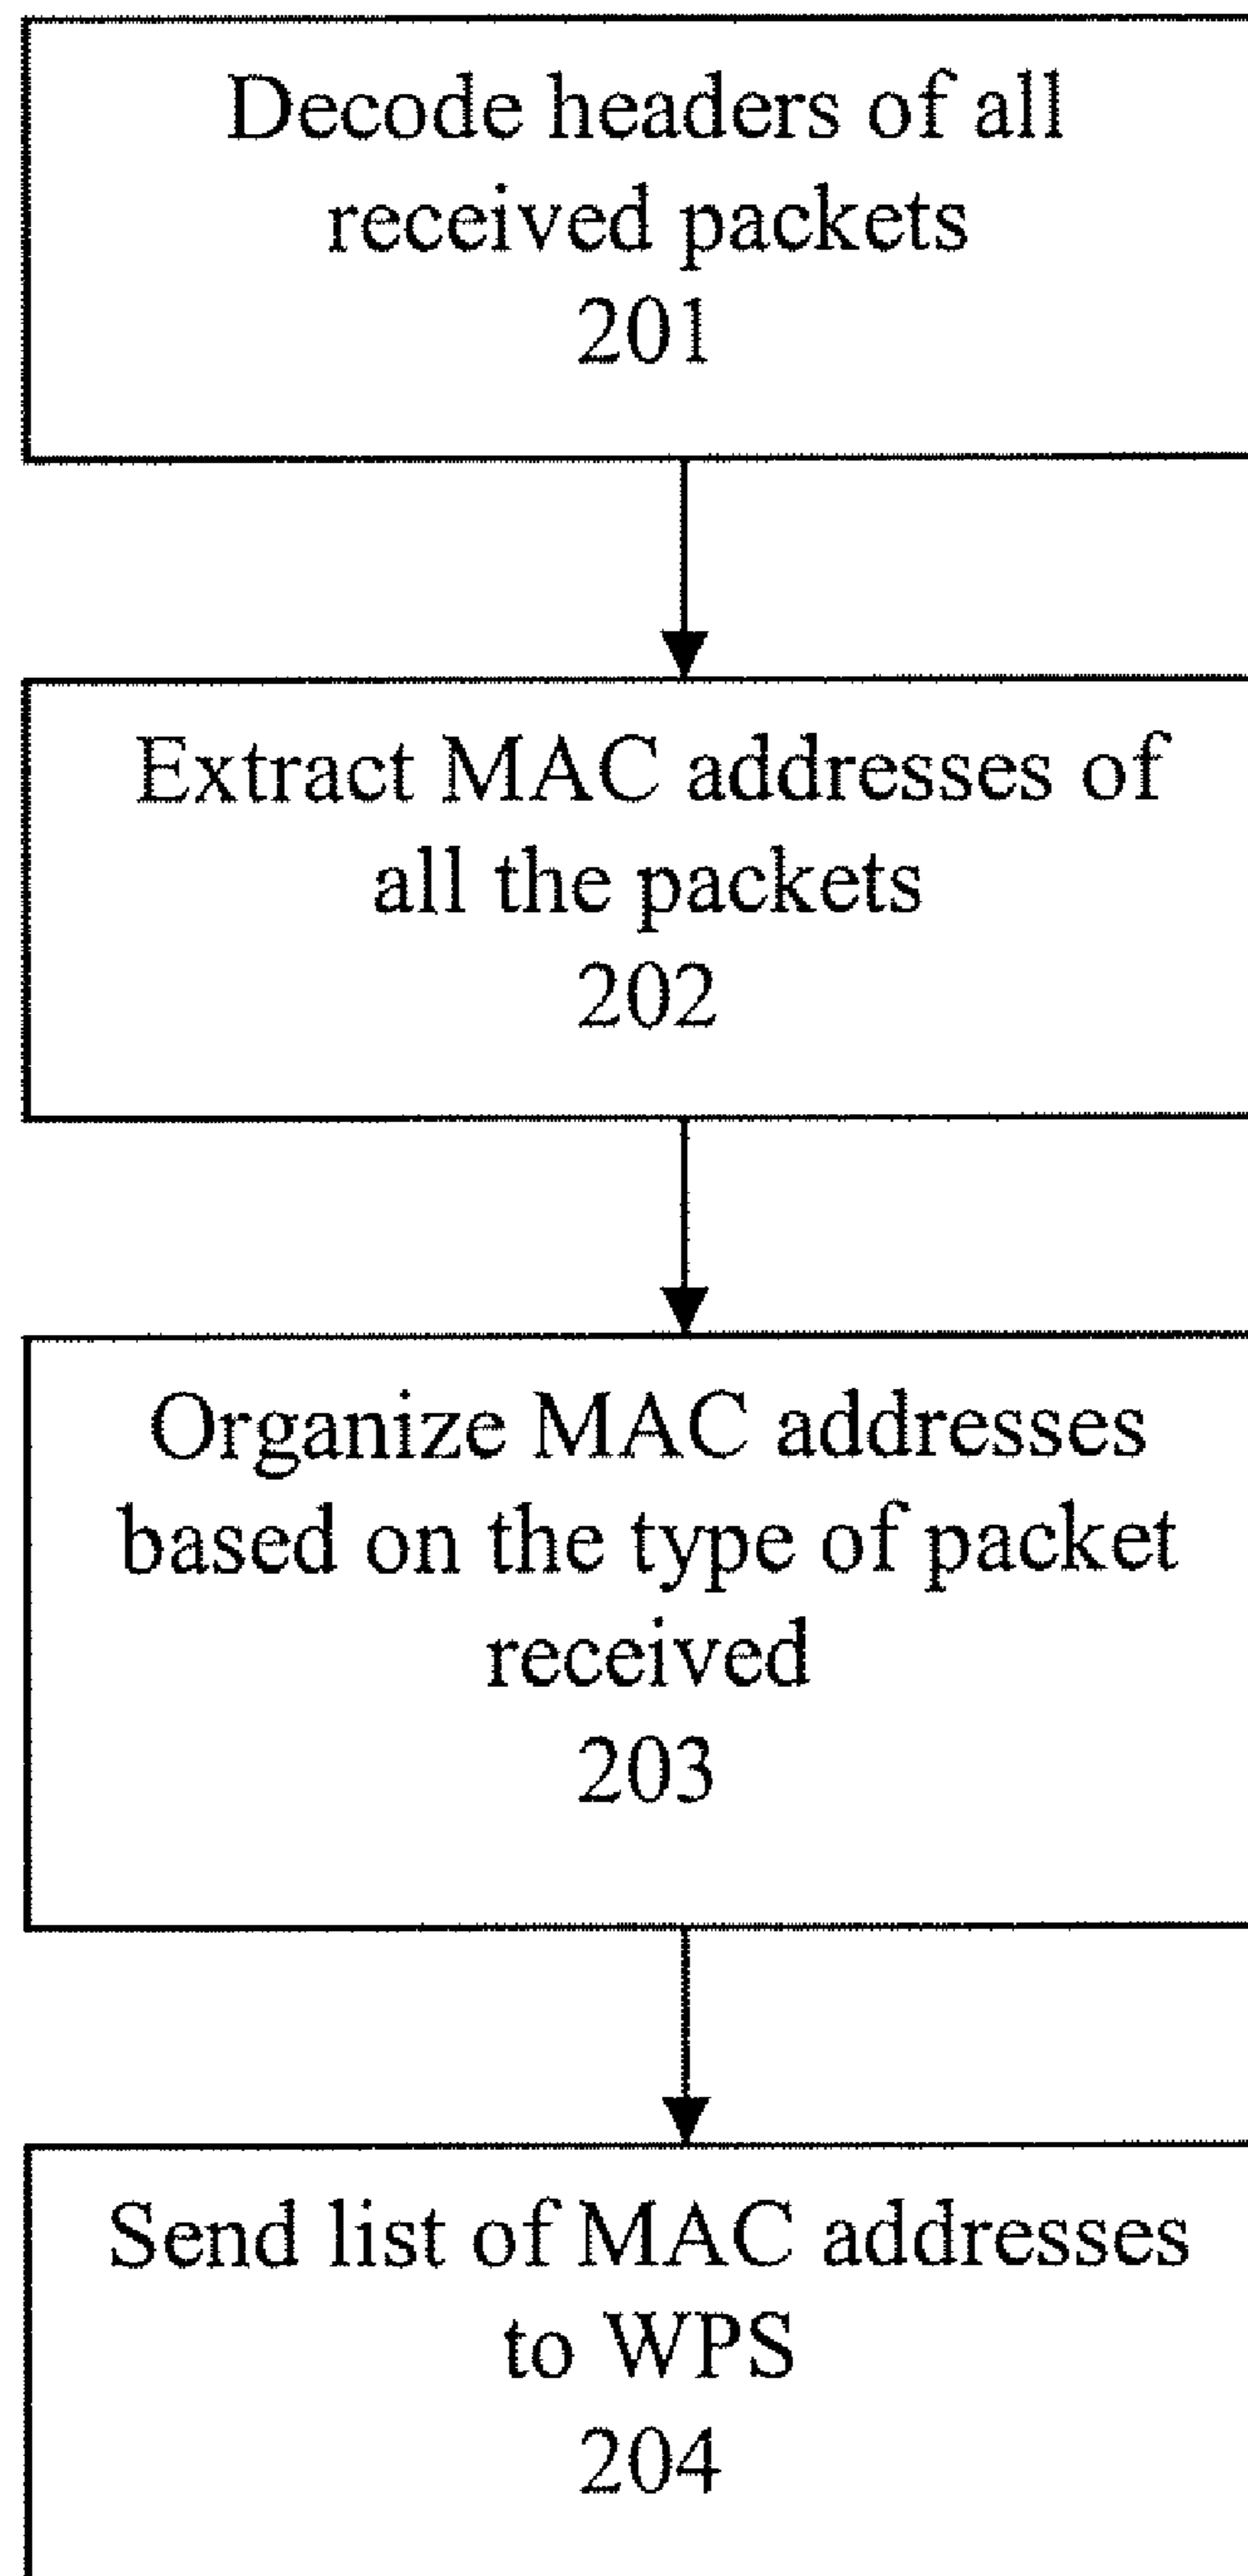 Decode headers of all
received packets
201
Extract MAC addresses of
all the packets
202
Organize MAC addresses
based on the type of packet
received
203
Send list of MAC addresses
to WPS
204